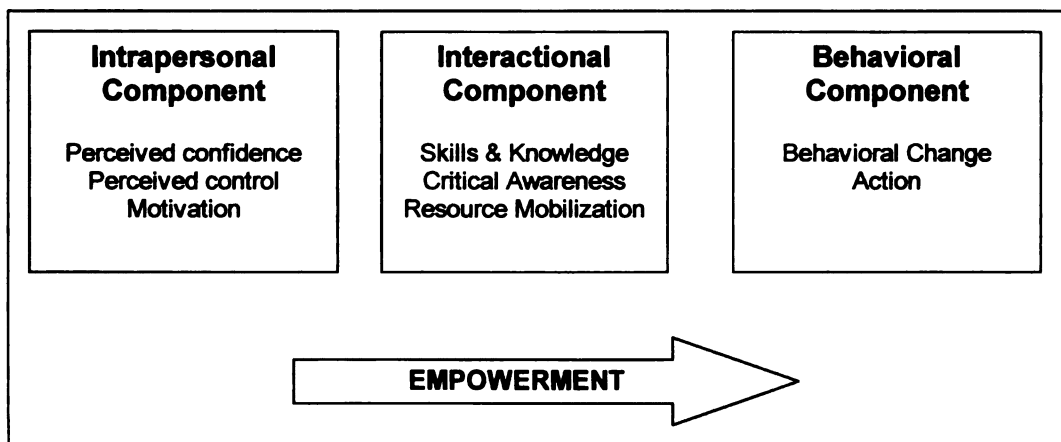 Intrapersonal
Component
Perceived confidence
Perceived control
Motivation
Interactional
Component
Skills & Knowledge
Critical Awareness
Resource Mobilization
Behavioral
Component
Behavioral Change
Action
EMPOWERMENT